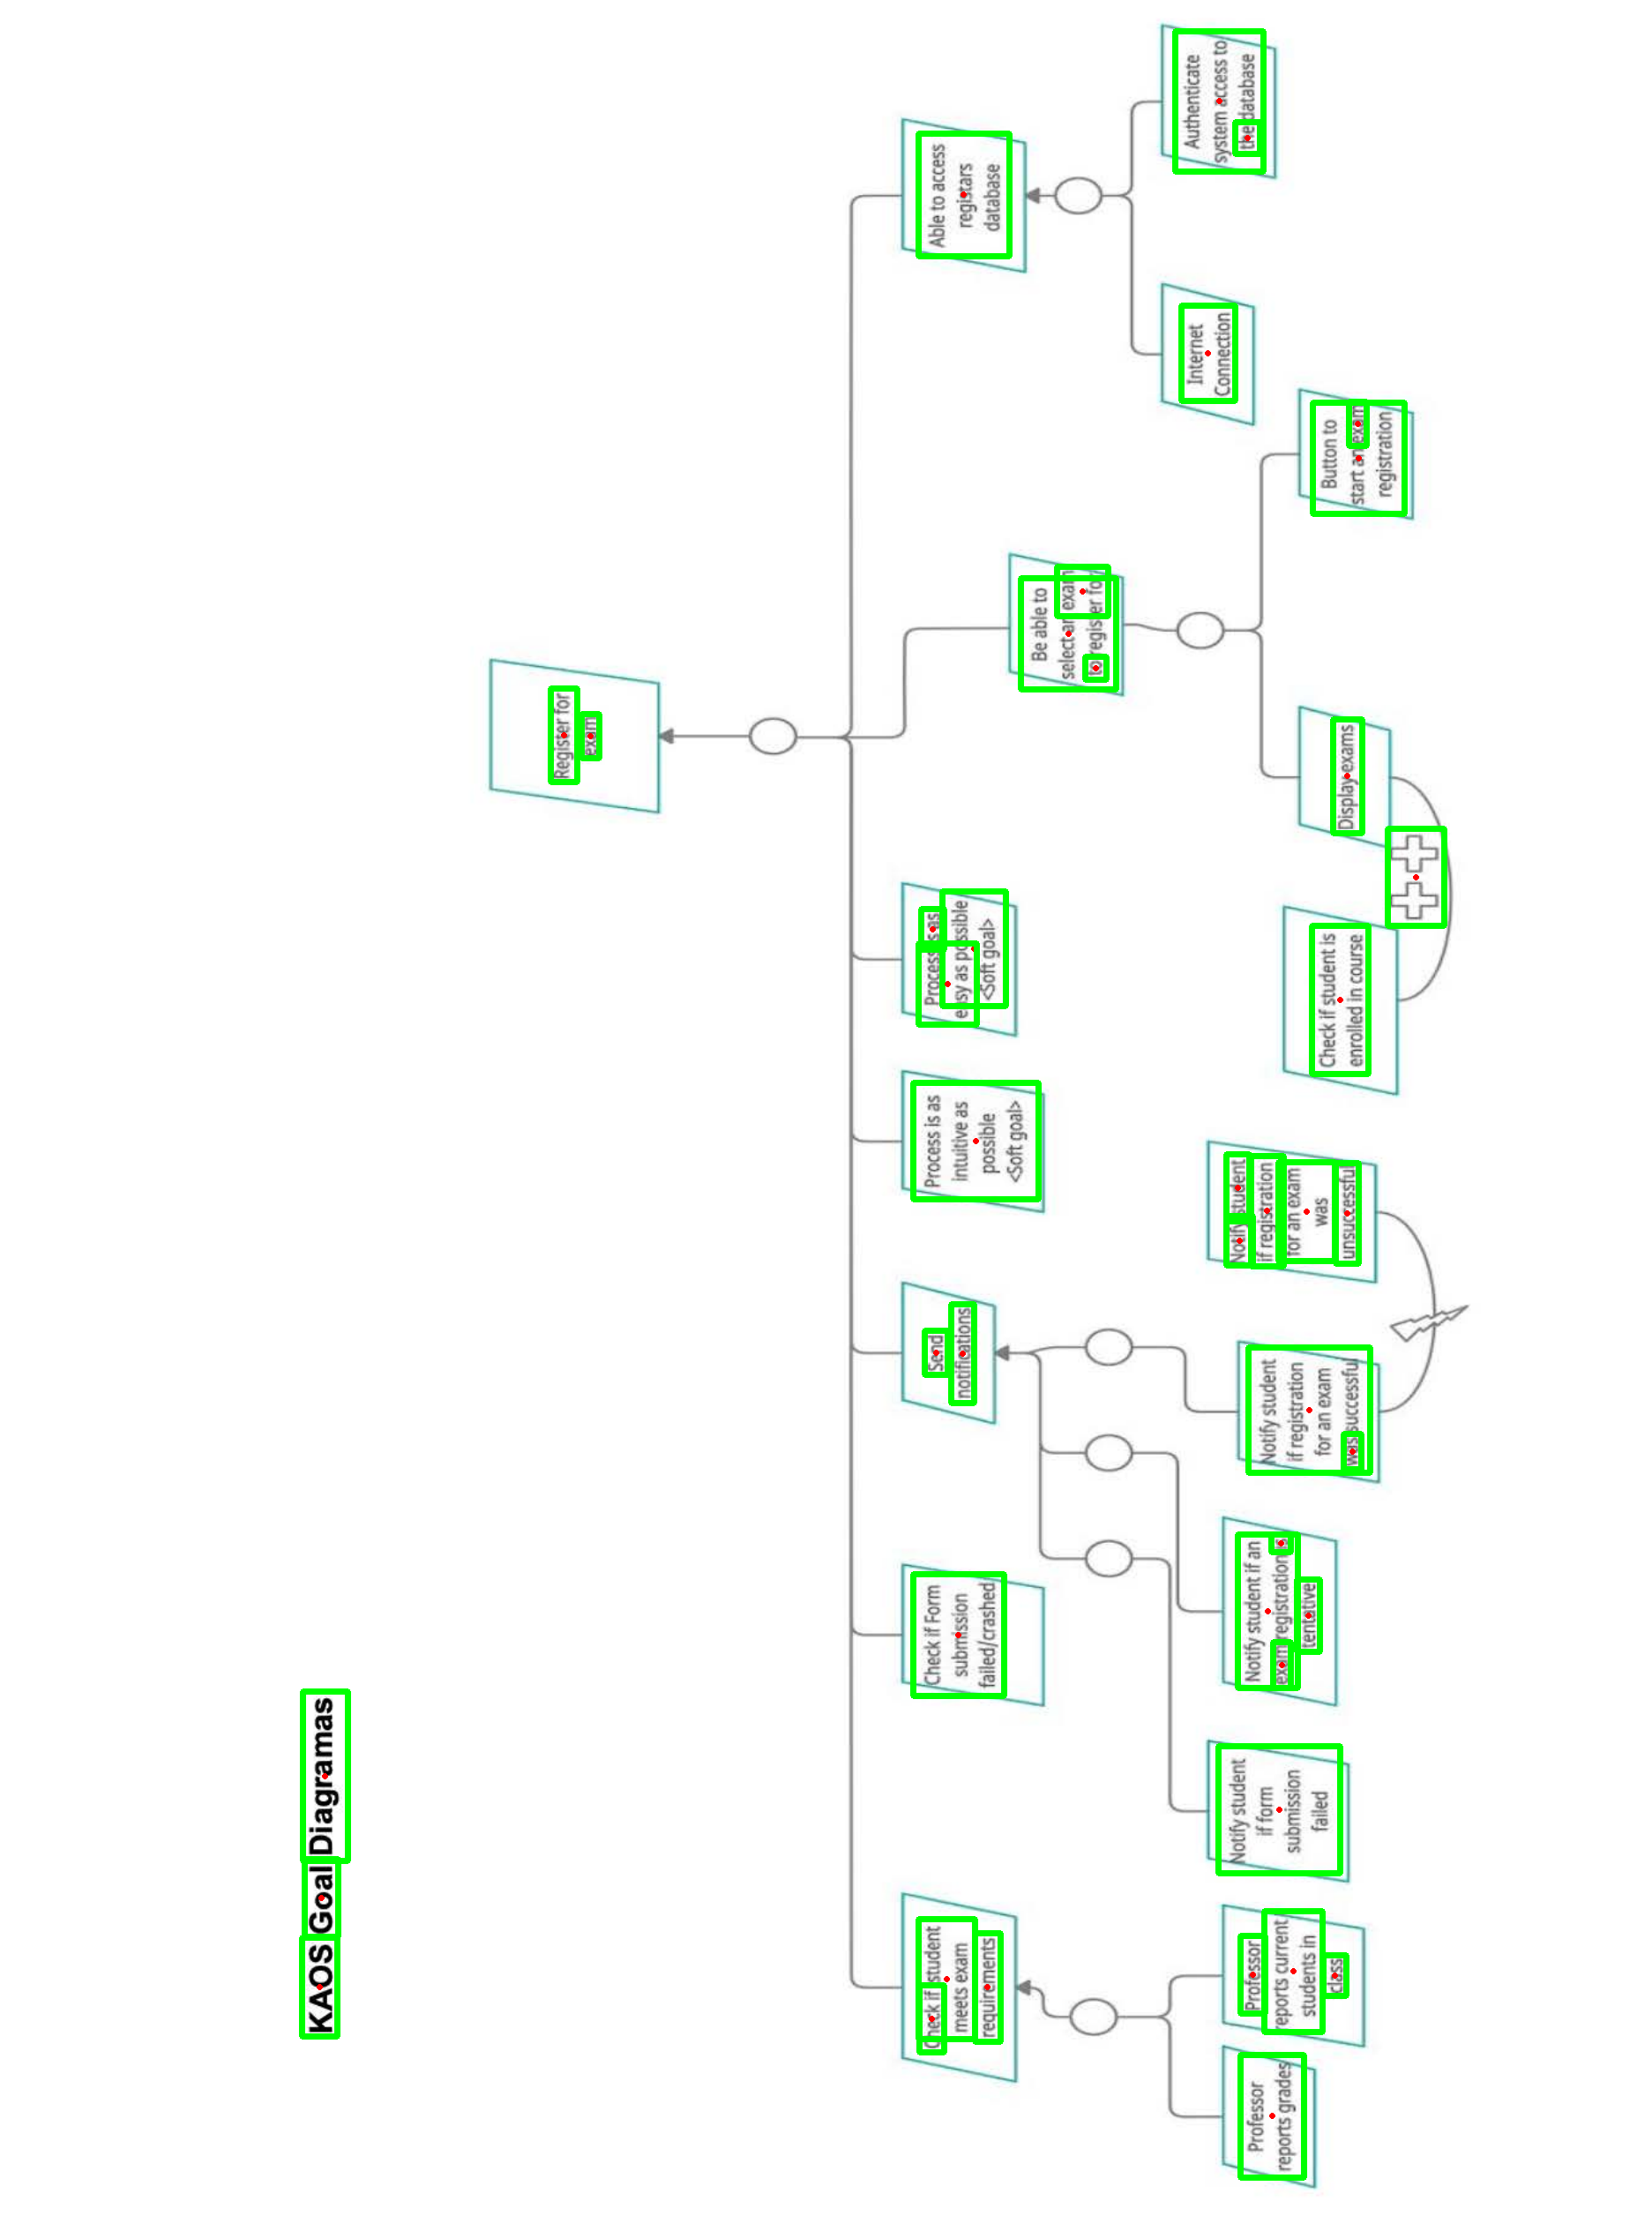 KAOS Goal Diagramas
Register for
exam
Check if student
meets exam
requirements
Check if Form
submission
failed/crashed
Send
notifications
Process is as
intuitive as
possible
<Soft goal>
Process is as
easy as possible
<Soft goal>
Be able to
select an exam
to register for
Able to access
registars
database
Professor
reports grades
Professor
reports current
students in
class
Notify student
if form
submission
failed
Notify student if an
exam registration is
tentative
Notify student
if registration
for an exam
was successful
Notify student
if registration
for an exam
was
unsuccessful
Check if student is
enrolled in course
Display exams
Button to
start an exam
registration
Internet
Connection
Authenticate
system access to
the database